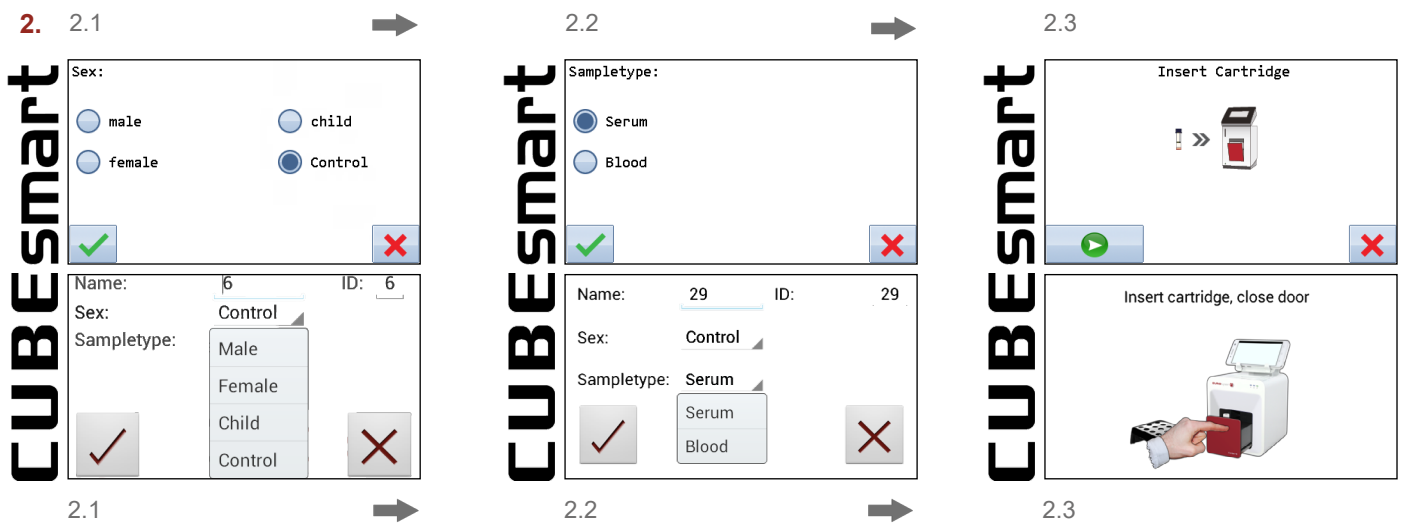 2. 2.1
2.2
2.3
CUBEsmart
Sex:
male
child
female
Control
Name: 6 ID: 6
Sex: Control
Sampletype:
Male
Female
Child
Control
2.1
CUBEsmart
Sampletype:
Serum
Blood
Name: 29 ID: 29
Sex: Control
Sampletype: Serum
Serum
Blood
2.2
CUBEsmart
Insert Cartridge
Insert cartridge, close door
2.3